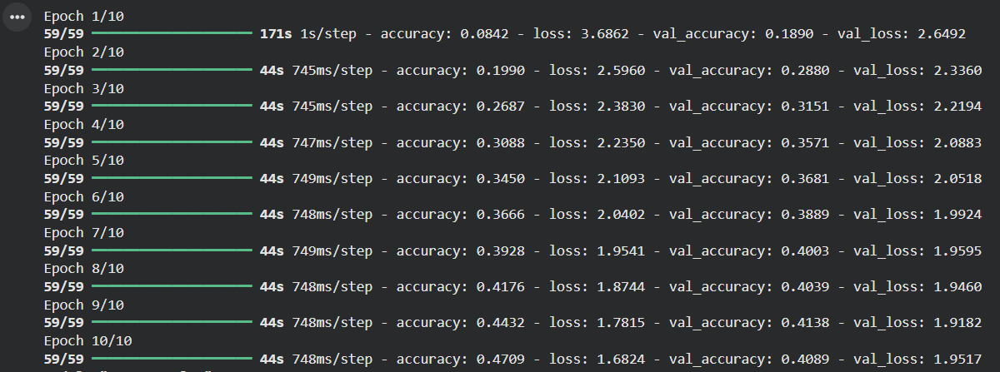 Epoch 1/10
59/59 ━━━━━━━━━━━━━━━━━━━━ 171s 1s/step - accuracy: 0.0842 - loss: 3.6862 - val_accuracy: 0.1890 - val_loss: 2.6492
Epoch 2/10
59/59 ━━━━━━━━━━━━━━━━━━━━ 44s 745ms/step - accuracy: 0.1990 - loss: 2.5960 - val_accuracy: 0.2880 - val_loss: 2.3360
Epoch 3/10
59/59 ━━━━━━━━━━━━━━━━━━━━ 44s 745ms/step - accuracy: 0.2687 - loss: 2.3830 - val_accuracy: 0.3151 - val_loss: 2.2194
Epoch 4/10
59/59 ━━━━━━━━━━━━━━━━━━━━ 44s 747ms/step - accuracy: 0.3088 - loss: 2.2350 - val_accuracy: 0.3571 - val_loss: 2.0883
Epoch 5/10
59/59 ━━━━━━━━━━━━━━━━━━━━ 44s 749ms/step - accuracy: 0.3450 - loss: 2.1093 - val_accuracy: 0.3681 - val_loss: 2.0518
Epoch 6/10
59/59 ━━━━━━━━━━━━━━━━━━━━ 44s 748ms/step - accuracy: 0.3666 - loss: 2.0402 - val_accuracy: 0.3889 - val_loss: 1.9924
Epoch 7/10
59/59 ━━━━━━━━━━━━━━━━━━━━ 44s 749ms/step - accuracy: 0.3928 - loss: 1.9541 - val_accuracy: 0.4003 - val_loss: 1.9595
Epoch 8/10
59/59 ━━━━━━━━━━━━━━━━━━━━ 44s 748ms/step - accuracy: 0.4176 - loss: 1.8744 - val_accuracy: 0.4039 - val_loss: 1.9460
Epoch 9/10
59/59 ━━━━━━━━━━━━━━━━━━━━ 44s 748ms/step - accuracy: 0.4432 - loss: 1.7815 - val_accuracy: 0.4138 - val_loss: 1.9182
Epoch 10/10
59/59 ━━━━━━━━━━━━━━━━━━━━ 44s 748ms/step - accuracy: 0.4709 - loss: 1.6824 - val_accuracy: 0.4089 - val_loss: 1.9517